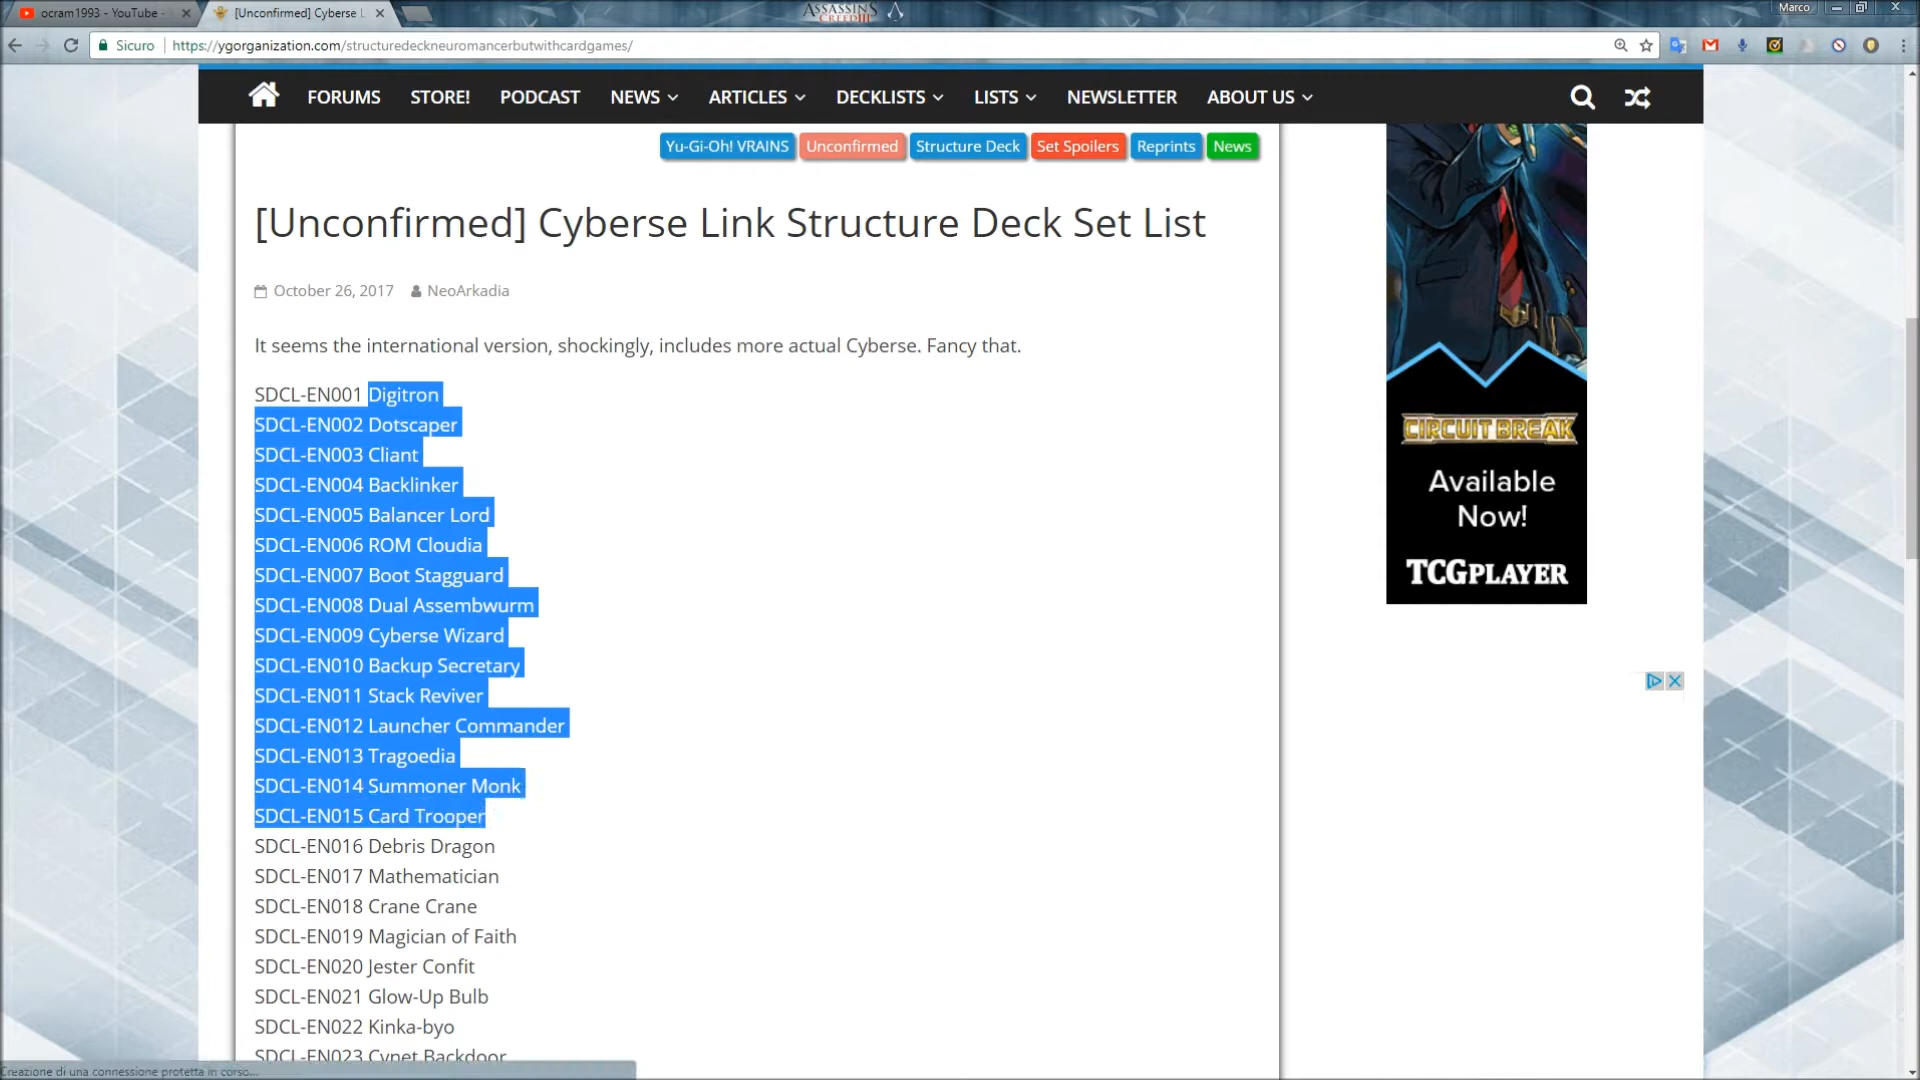 ocram1993 - YouTube -
[Unconfirmed] Cyberse L
ASSASSIN'S
CREED III
Marco
Sicuro
https://ygorganization.com/structuredeckneuromancerbutwithcardgames/
FORUMS STORE! PODCAST NEWS ARTICLES DECKLISTS LISTS NEWSLETTER ABOUT US
Yu-Gi-Oh! VRAINS Unconfirmed Structure Deck Set Spoilers Reprints News
[Unconfirmed] Cyberse Link Structure Deck Set List
October 26, 2017 NeoArkadia
It seems the international version, shockingly, includes more actual Cyberse. Fancy that.
SDCL-EN001 Digitron
SDCL-EN002 Dotscaper
SDCL-EN003 Cliant
SDCL-EN004 Backlinker
SDCL-EN005 Balancer Lord
SDCL-EN006 ROM Cloudia
SDCL-EN007 Boot Stagguard
SDCL-EN008 Dual Assembwurm
SDCL-EN009 Cyberse Wizard
SDCL-EN010 Backup Secretary
SDCL-EN011 Stack Reviver
SDCL-EN012 Launcher Commander
SDCL-EN013 Tragoedia
SDCL-EN014 Summoner Monk
SDCL-EN015 Card Trooper
SDCL-EN016 Debris Dragon
SDCL-EN017 Mathematician
SDCL-EN018 Crane Crane
SDCL-EN019 Magician of Faith
SDCL-EN020 Jester Confit
SDCL-EN021 Glow-Up Bulb
SDCL-EN022 Kinka-byo
SDCL-EN023 Cynet Backdoor
CIRCUIT BREAK
Available
Now!
TCGPLAYER
Creazione di una connessione protetta in corso...